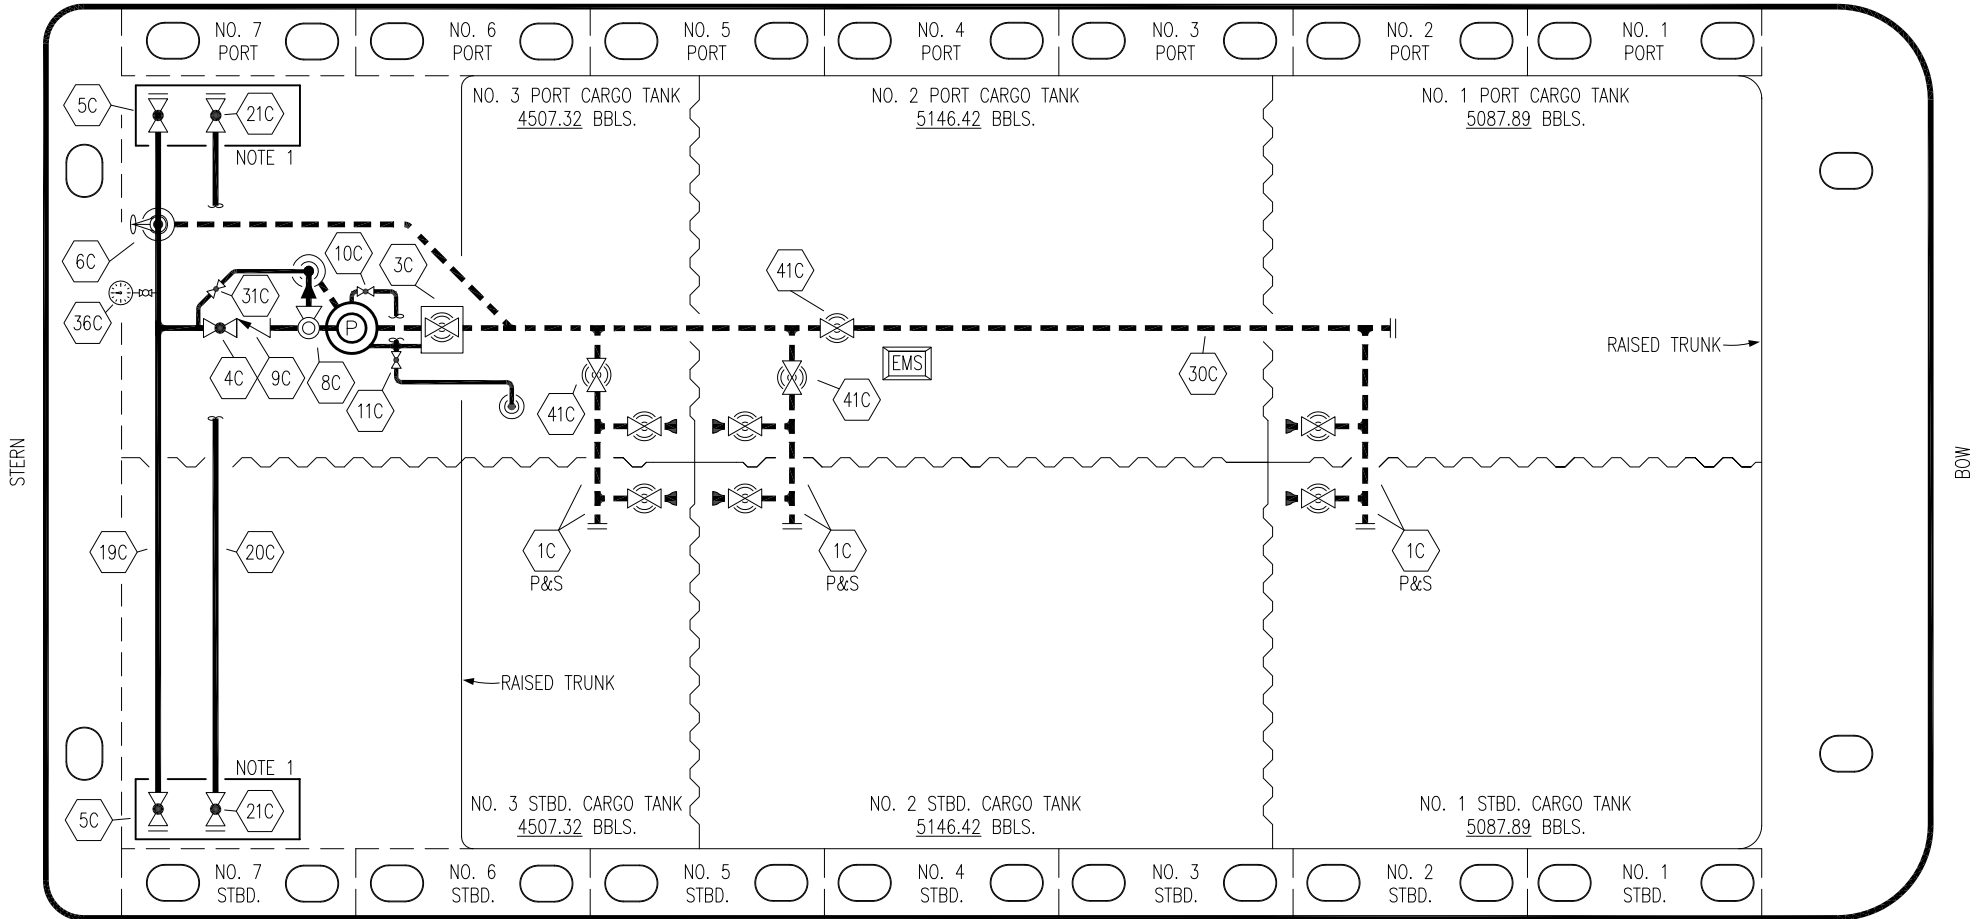 NO. 7
PORT
NO. 6
PORT
NO. 5
PORT
NO. 4
PORT
NO. 3
PORT
NO. 2
PORT
NO. 1
PORT
5C
21C
NOTE 1
NO. 3 PORT CARGO TANK
4507.32 BBLS.
NO. 2 PORT CARGO TANK
5146.42 BBLS.
NO. 1 PORT CARGO TANK
5087.89 BBLS.
6C
10C
3C
41C
31C
36C
P
RAISED TRUNK
EMS
30C
4C
9C
8C
11C
41C
41C
STERN
BOW
19C
20C
1C
P&S
1C
P&S
1C
P&S
RAISED TRUNK
NOTE 1
5C
21C
NO. 3 STBD. CARGO TANK
4507.32 BBLS.
NO. 2 STBD. CARGO TANK
5146.42 BBLS.
NO. 1 STBD. CARGO TANK
5087.89 BBLS.
NO. 7
STBD.
NO. 6
STBD.
NO. 5
STBD.
NO. 4
STBD.
NO. 3
STBD.
NO. 2
STBD.
NO. 1
STBD.